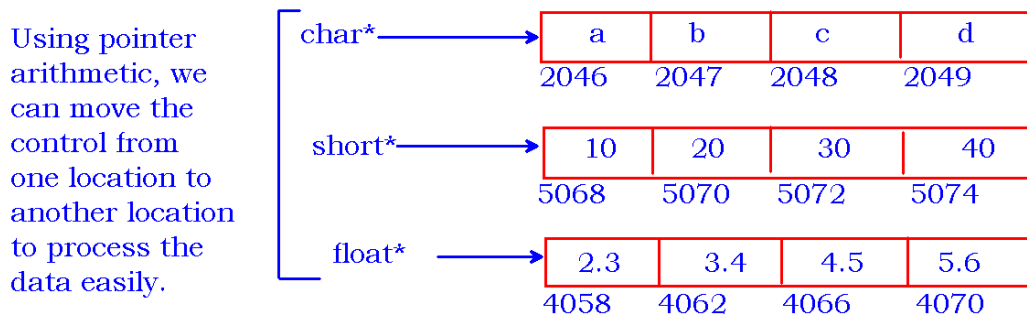 Using pointer
arithmetic, we
can move the
control from
one location to
another location
to process the
data easily.
char* a b c d
2046 2047 2048 2049
short* 10 20 30 40
5068 5070 5072 5074
float* 2.3 3.4 4.5 5.6
4058 4062 4066 4070